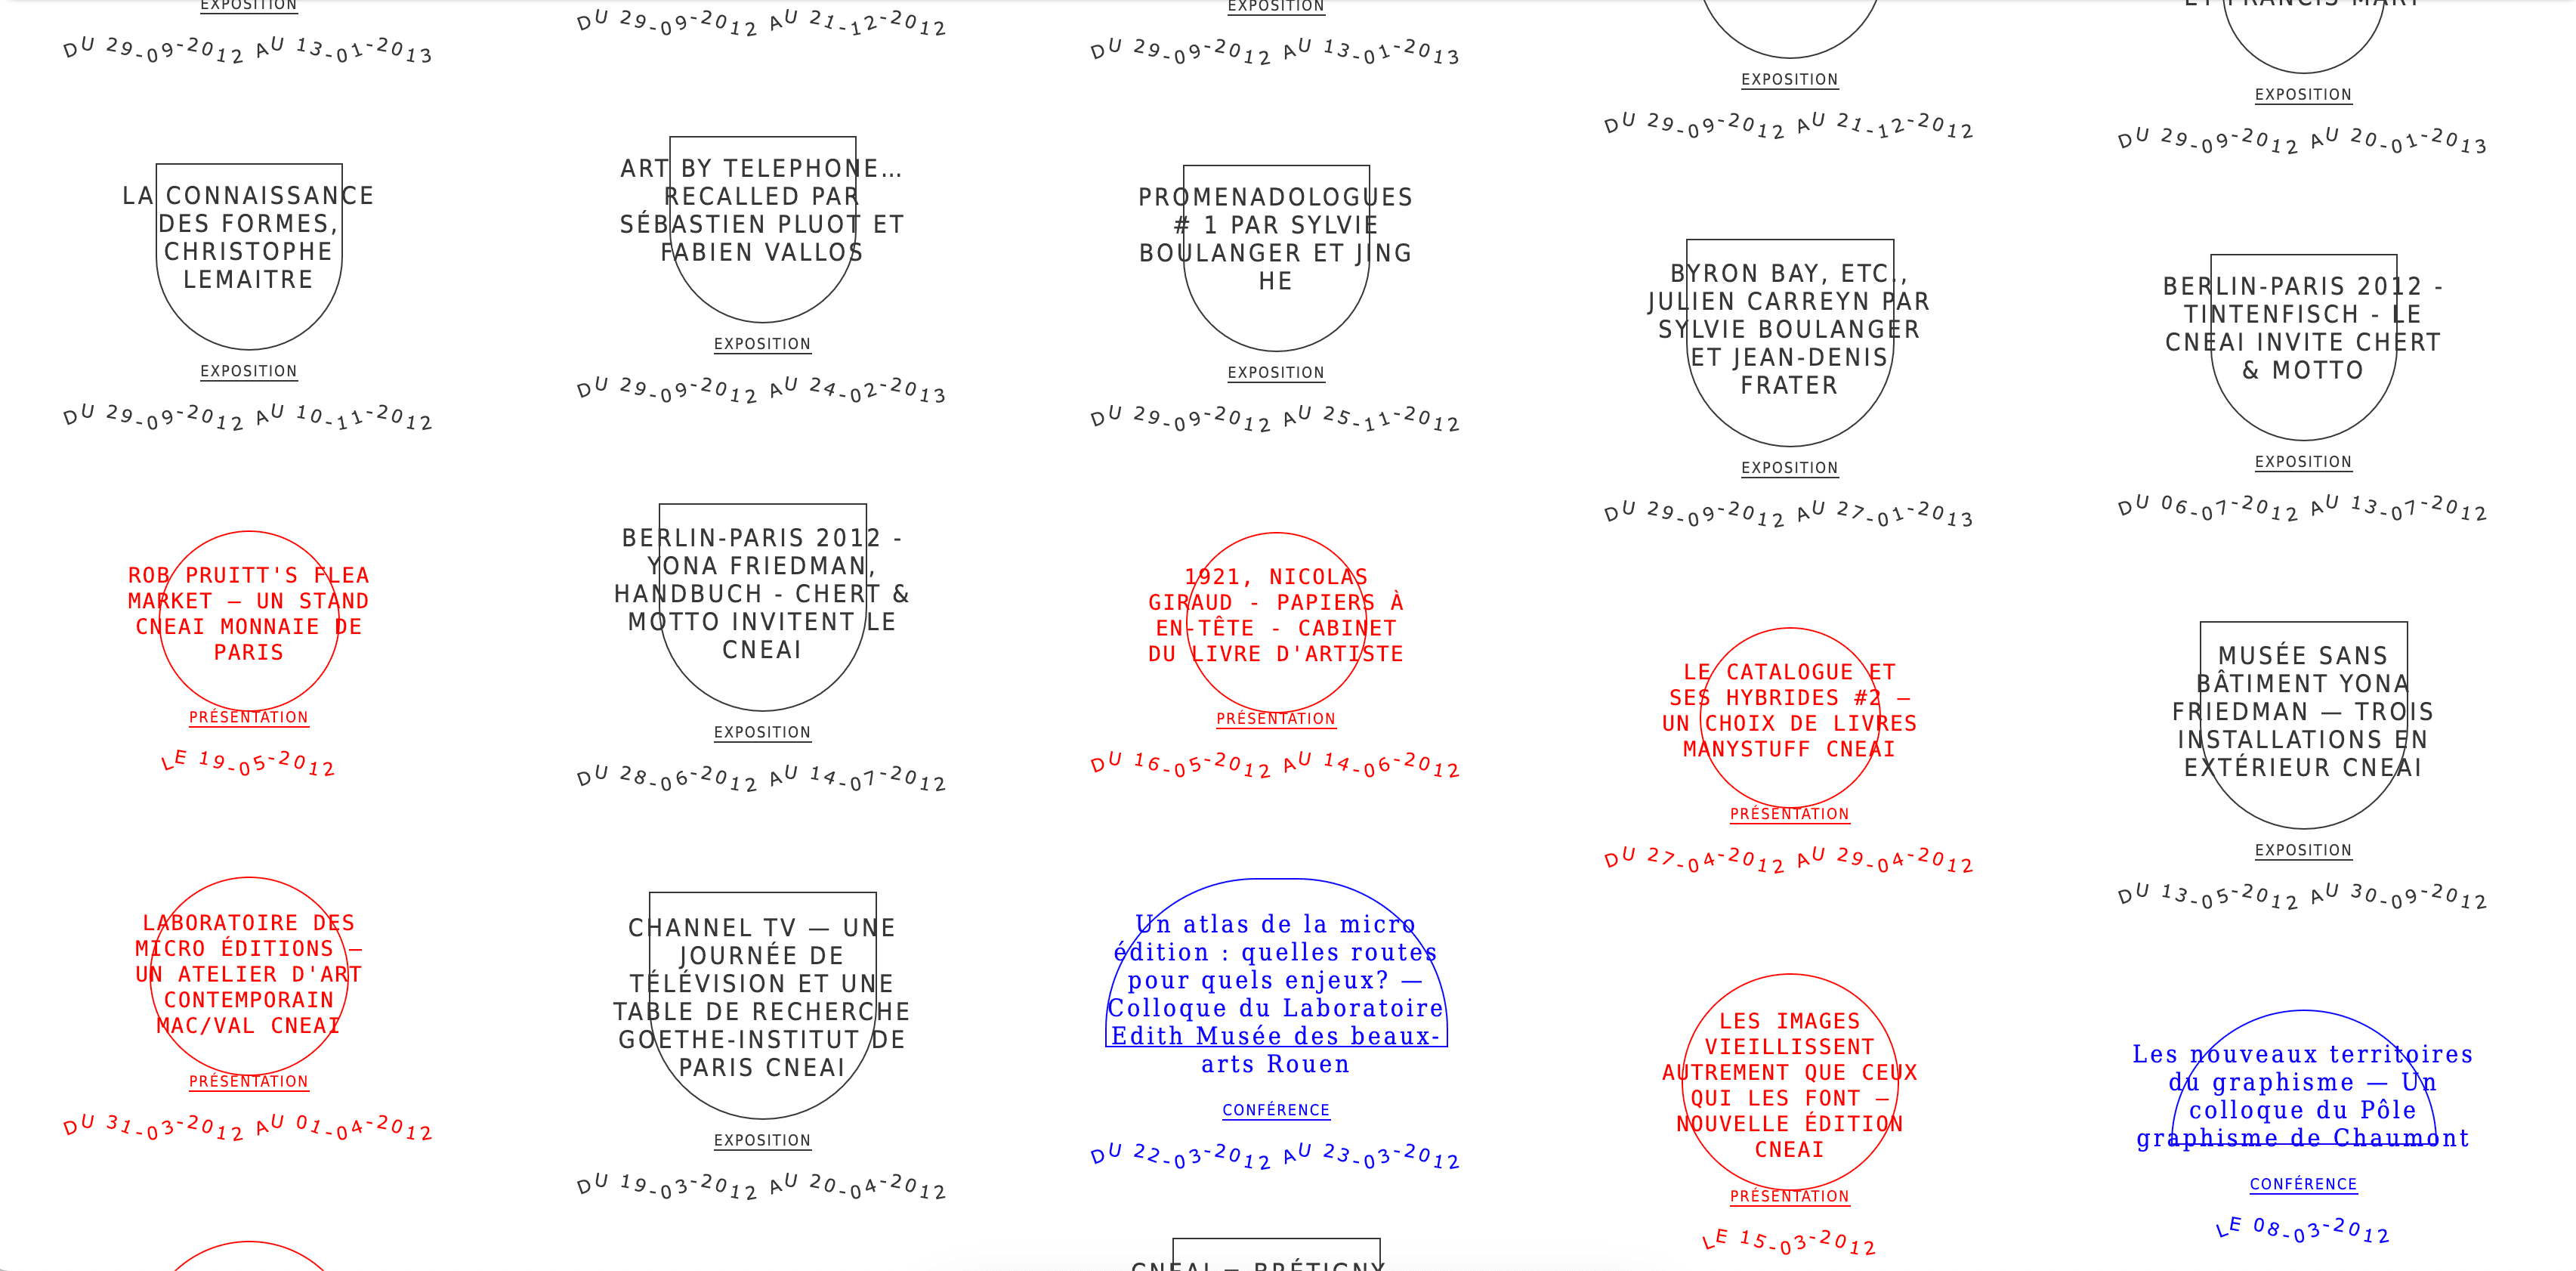 EXPOSITION
DU 29-09-2012 AU 13-01-2013
LA CONNAISSANCE
DES FORMES,
CHRISTOPHE
LEMAITRE
EXPOSITION
DU 29-09-2012 AU 10-11-2012
ROB PRUITT'S FLEA
MARKET — UN STAND
CNEAI MONNAIE DE
PARIS
PRÉSENTATION
LE 19-05-2012
LABORATOIRE DES
MICRO ÉDITIONS —
UN ATELIER D'ART
CONTEMPORAIN
MAC/VAL CNEAI
PRÉSENTATION
DU 31-03-2012 AU 01-04-2012
DU 29-09-2012 AU 21-12-2012
ART BY TELEPHONE...
RECALLED PAR
SÉBASTIEN PLUOT ET
FABIEN VALLOS
EXPOSITION
DU 29-09-2012 AU 24-02-2013
BERLIN-PARIS 2012 -
YONA FRIEDMAN,
HANDBUCH - CHERT &
MOTTO INVITENT LE
CNEAI
EXPOSITION
DU 28-06-2012 AU 14-07-2012
CHANNEL TV — UNE
JOURNÉE DE
TÉLÉVISION ET UNE
TABLE DE RECHERCHE
GOETHE-INSTITUT DE
PARIS CNEAI
EXPOSITION
DU 19-03-2012 AU 20-04-2012
EXPOSITION
DU 29-09-2012 AU 13-01-2013
PROMENADOLOGUES
# 1 PAR SYLVIE
BOULANGER ET JING
HE
EXPOSITION
DU 29-09-2012 AU 25-11-2012
1921, NICOLAS
GIRAUD - PAPIERS À
EN-TÊTE - CABINET
DU LIVRE D'ARTISTE
PRÉSENTATION
DU 16-05-2012 AU 14-06-2012
Un atlas de la micro
édition : quelles routes
pour quels enjeux? —
Colloque du Laboratoire
Edith Musée des beaux-
arts Rouen
CONFÉRENCE
DU 22-03-2012 AU 23-03-2012
CNEAI = BRÉTIGNY
EXPOSITION
DU 29-09-2012 AU 21-12-2012
BYRON BAY, ETC.,
JULIEN CARREYN PAR
SYLVIE BOULANGER
ET JEAN-DENIS
FRATER
EXPOSITION
DU 29-09-2012 AU 27-01-2013
LE CATALOGUE ET
SES HYBRIDES #2 —
UN CHOIX DE LIVRES
MANYSTUFF CNEAI
PRÉSENTATION
DU 27-04-2012 AU 29-04-2012
LES IMAGES
VIEILLISSENT
AUTREMENT QUE CEUX
QUI LES FONT —
NOUVELLE ÉDITION
CNEAI
PRÉSENTATION
LE 15-03-2012
ET FRANCIS MARY
EXPOSITION
DU 29-09-2012 AU 20-01-2013
BERLIN-PARIS 2012 -
TINTENFISCH - LE
CNEAI INVITE CHERT
& MOTTO
EXPOSITION
DU 06-07-2012 AU 13-07-2012
MUSÉE SANS
BÂTIMENT YONA
FRIEDMAN — TROIS
INSTALLATIONS EN
EXTÉRIEUR CNEAI
EXPOSITION
DU 13-05-2012 AU 30-09-2012
Les nouveaux territoires
du graphisme — Un
colloque du Pôle
graphisme de Chaumont
CONFÉRENCE
LE 08-03-2012